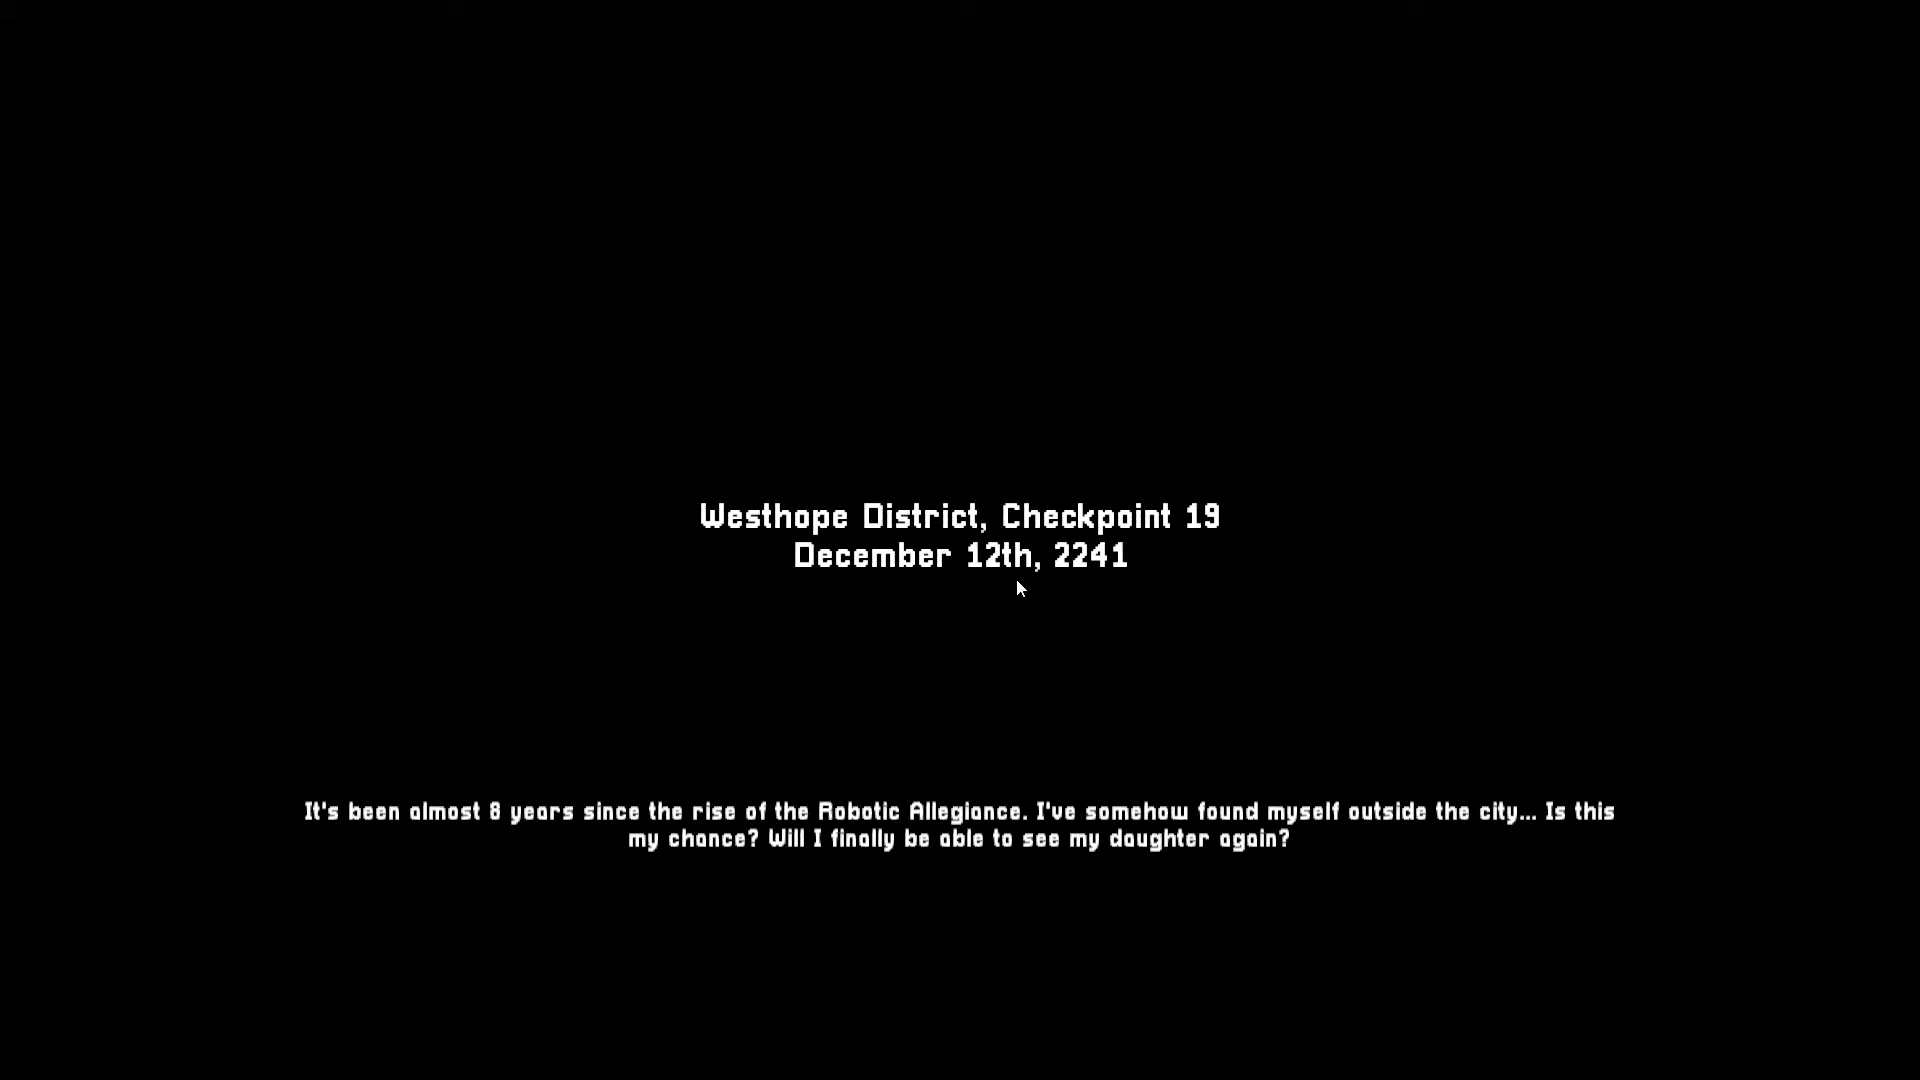 Westhope District, Checkpoint 19
December 12th, 2241
It's been almost 8 years since the rise of the Robotic Allegiance. I've somehow found myself outside the city... Is this
my chance? Will I finally be able to see my daughter again?